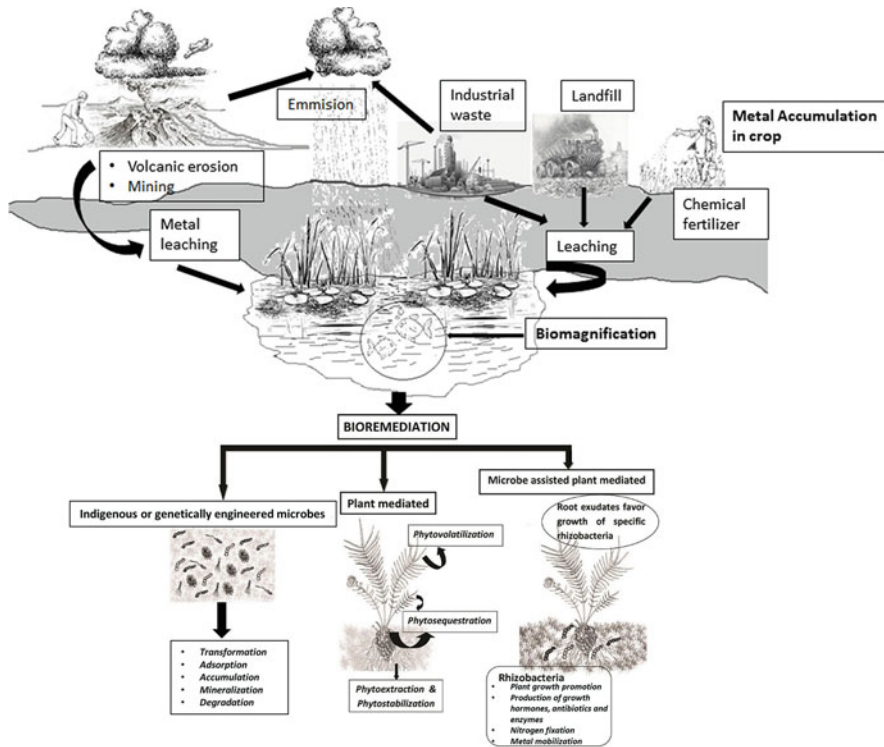 Emmision
Industrial
waste
Landfill
Metal Accumulation
in crop
• Volcanic erosion
• Mining
Metal
leaching
Leaching
Chemical
fertilizer
Biomagnification
BIOREMEDIATION
Indigenous or genetically engineered microbes
Plant mediated
Microbe assisted plant mediated
Root exudates favor
growth of specific
rhizobacteria
Phytovolatilization
Phytosequestration
Phytoextraction &
Phytostabilization
• Transformation
• Adsorption
• Accumulation
• Mineralization
• Degradation
Rhizobacteria
• Plant growth promotion
• Production of growth
hormones, antibiotics and
enzymes
• Nitrogen fixation
• Metal mobilization